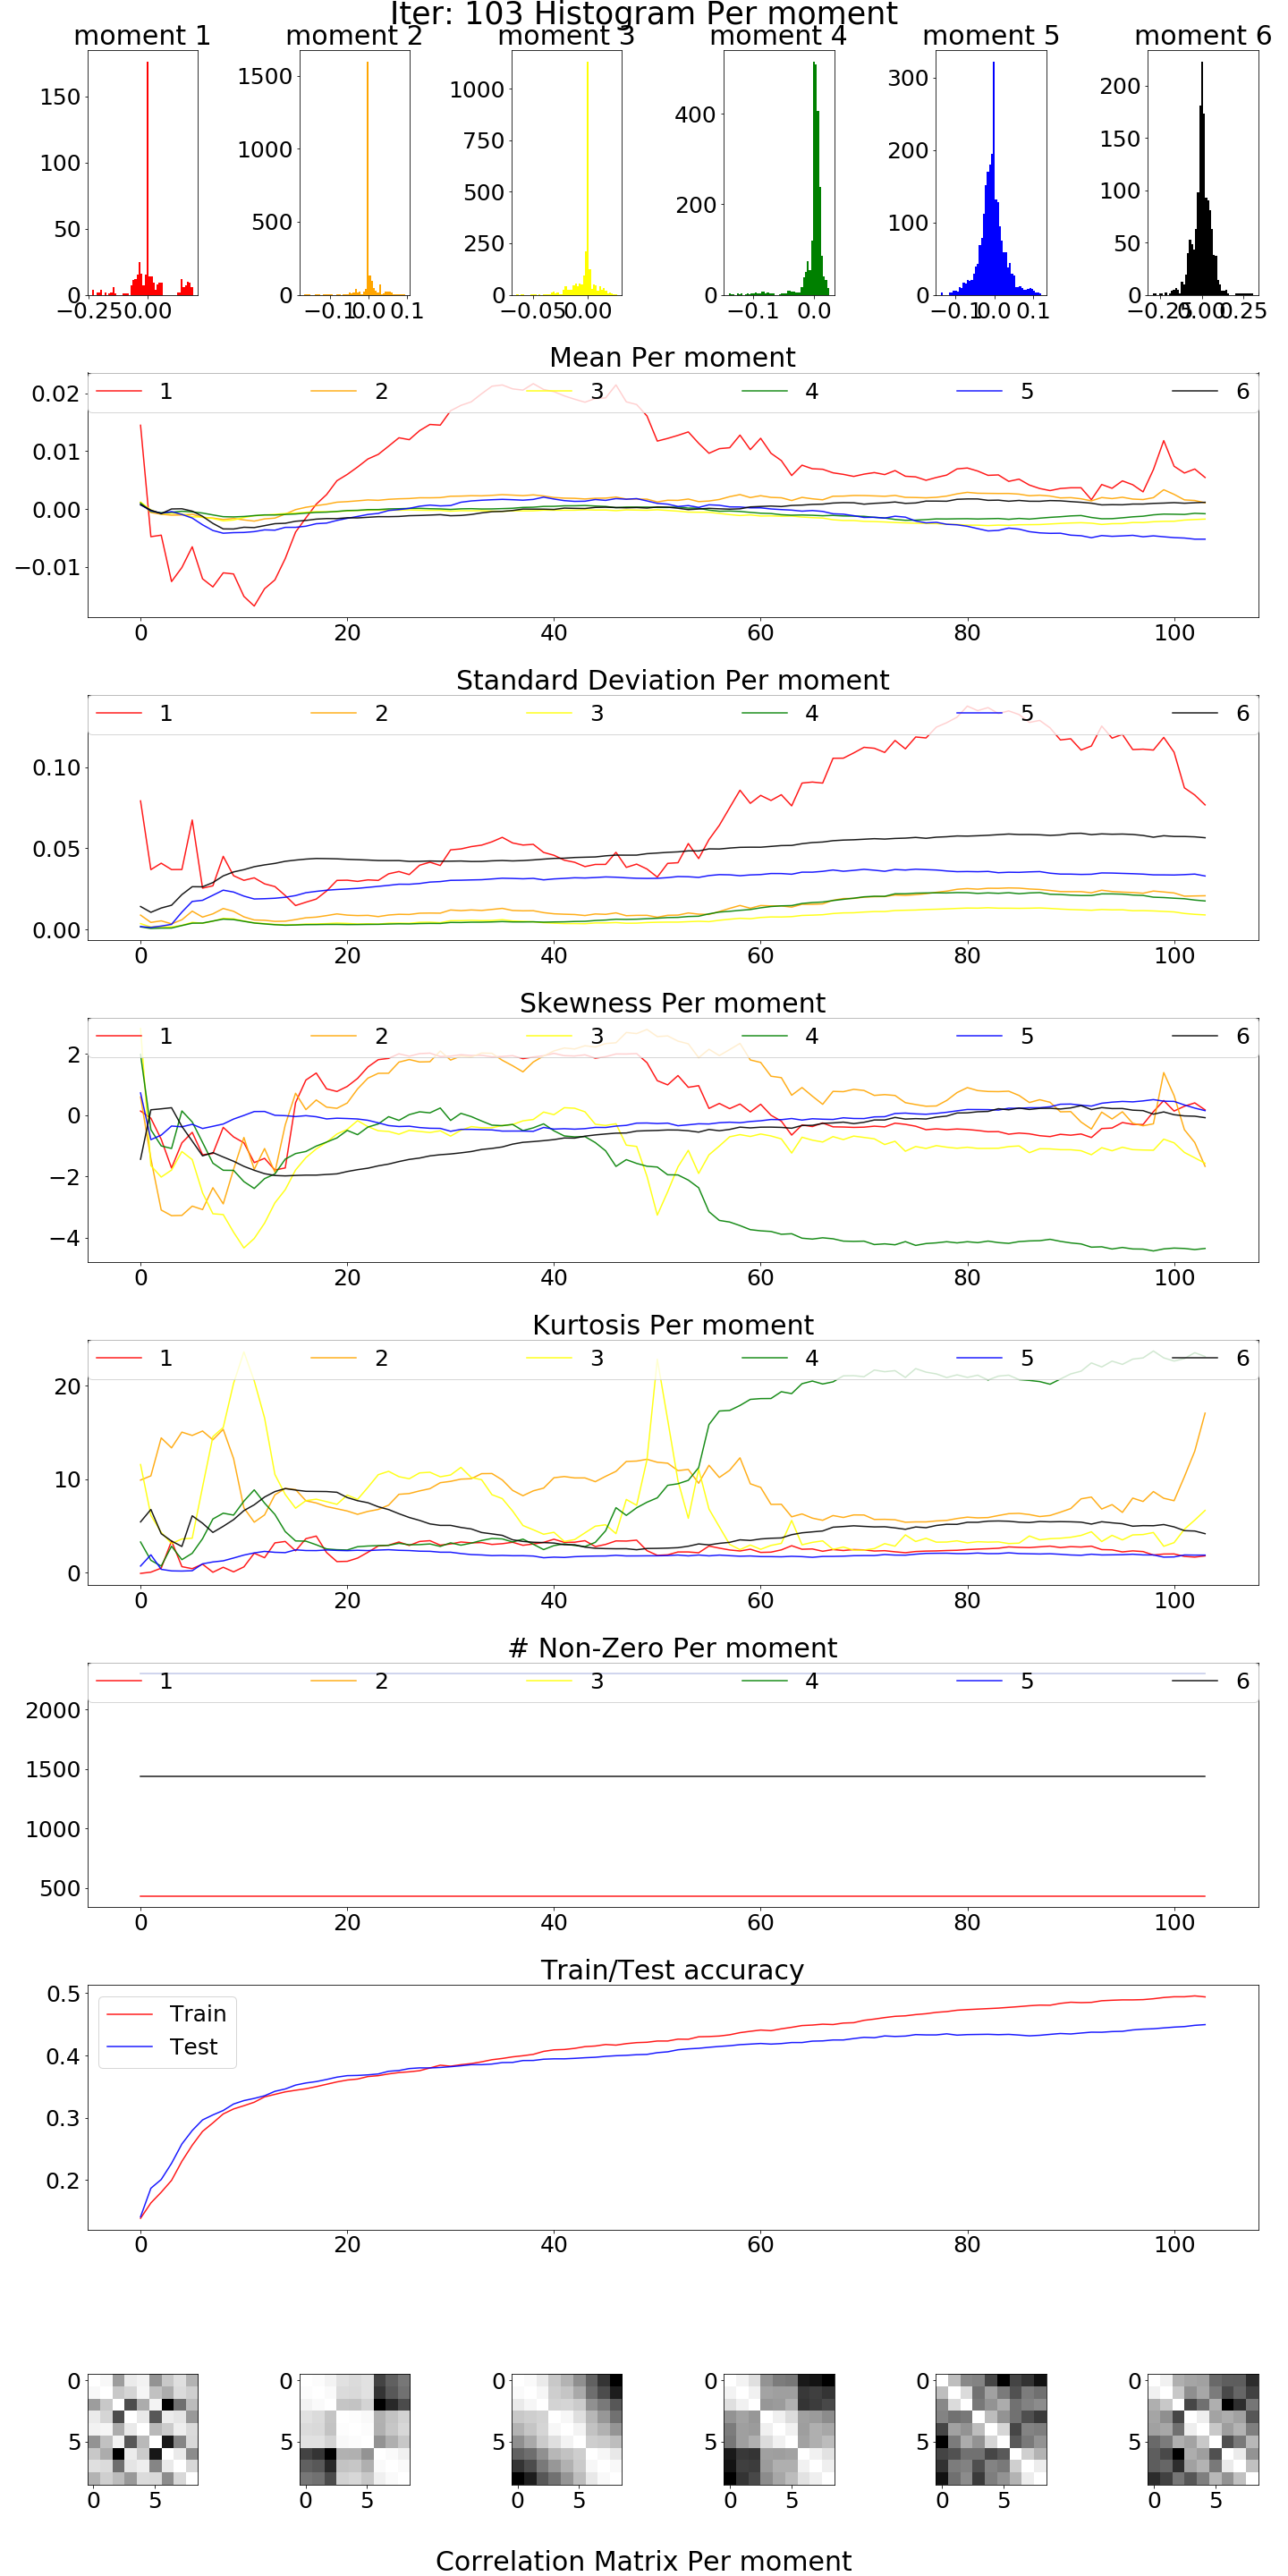 Iter: 103 Histogram Per moment
moment 1 moment 2 moment 3 moment 4 moment 5 moment 6
150
100
50
0
−0.25 0.00
1500
1000
500
0
−0.1 0.0 0.1
1000
750
500
250
0
−0.05 0.00
400
200
0
−0.1 0.0
300
200
100
0
−0.1 0.0 0.1
200
150
100
50
0
−0.25 0.00 0.25
Mean Per moment
1 2 3 4 5 6
0.02
0.01
0.00
−0.01
0 20 40 60 80 100
Standard Deviation Per moment
1 2 3 4 5 6
0.10
0.05
0.00
0 20 40 60 80 100
Skewness Per moment
1 2 3 4 5 6
2
0
−2
−4
0 20 40 60 80 100
Kurtosis Per moment
1 2 3 4 5 6
20
10
0
0 20 40 60 80 100
# Non-Zero Per moment
1 2 3 4 5 6
2000
1500
1000
500
0 20 40 60 80 100
Train/Test accuracy
Train
Test
0.5
0.4
0.3
0.2
0 20 40 60 80 100
0
5
0 5
0
5
0 5
0
5
0 5
0
5
0 5
0
5
0 5
0
5
0 5
Correlation Matrix Per moment